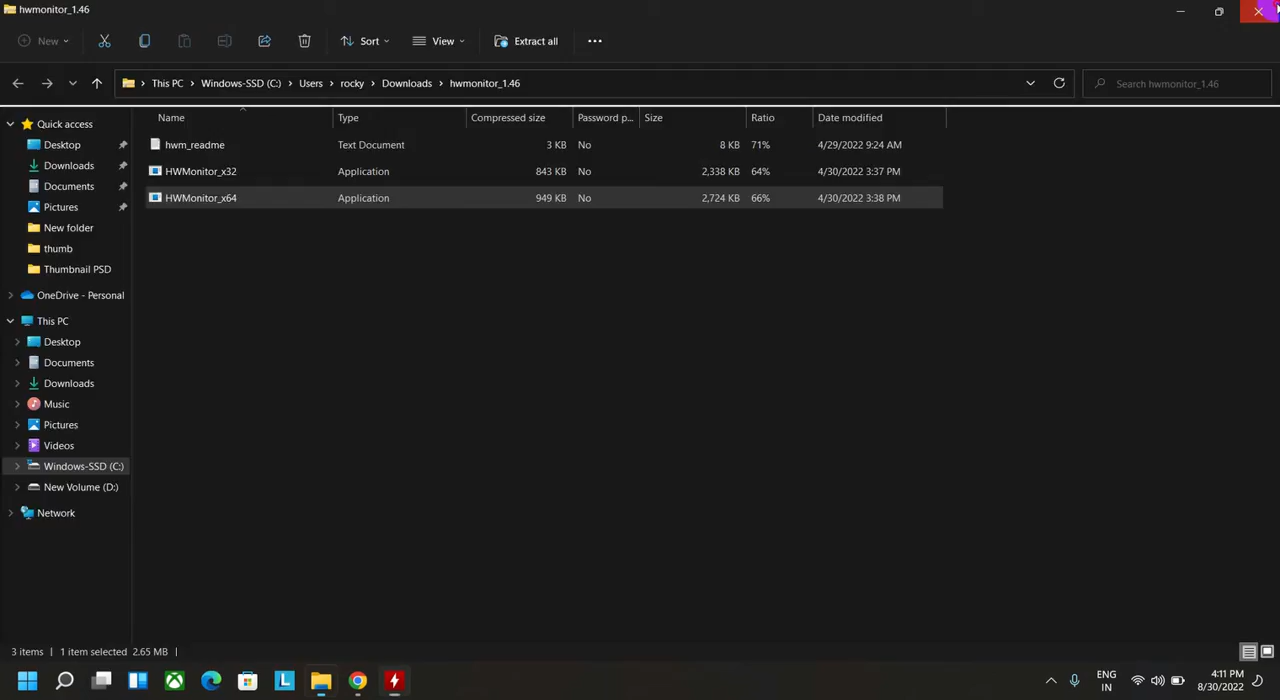 hwmonitor_1.46
New
Sort
View
Extract all
This PC > Windows-SSD (C:) > Users > rocky > Downloads > hwmonitor_1.46
Search hwmonitor_1.46
Name Type Compressed size Password p... Size Ratio Date modified
hwm_readme Text Document 3 KB No 8 KB 71% 4/29/2022 9:24 AM
HWMonitor_x32 Application 843 KB No 2,338 KB 64% 4/30/2022 3:37 PM
HWMonitor_x64 Application 949 KB No 2,724 KB 66% 4/30/2022 3:38 PM
Quick access
Desktop
Downloads
Documents
Pictures
New folder
thumb
Thumbnail PSD
OneDrive - Personal
This PC
Desktop
Documents
Downloads
Music
Pictures
Videos
Windows-SSD (C:)
New Volume (D:)
Network
3 items 1 item selected 2.65 MB
ENG
IN
4:11 PM
8/30/2022